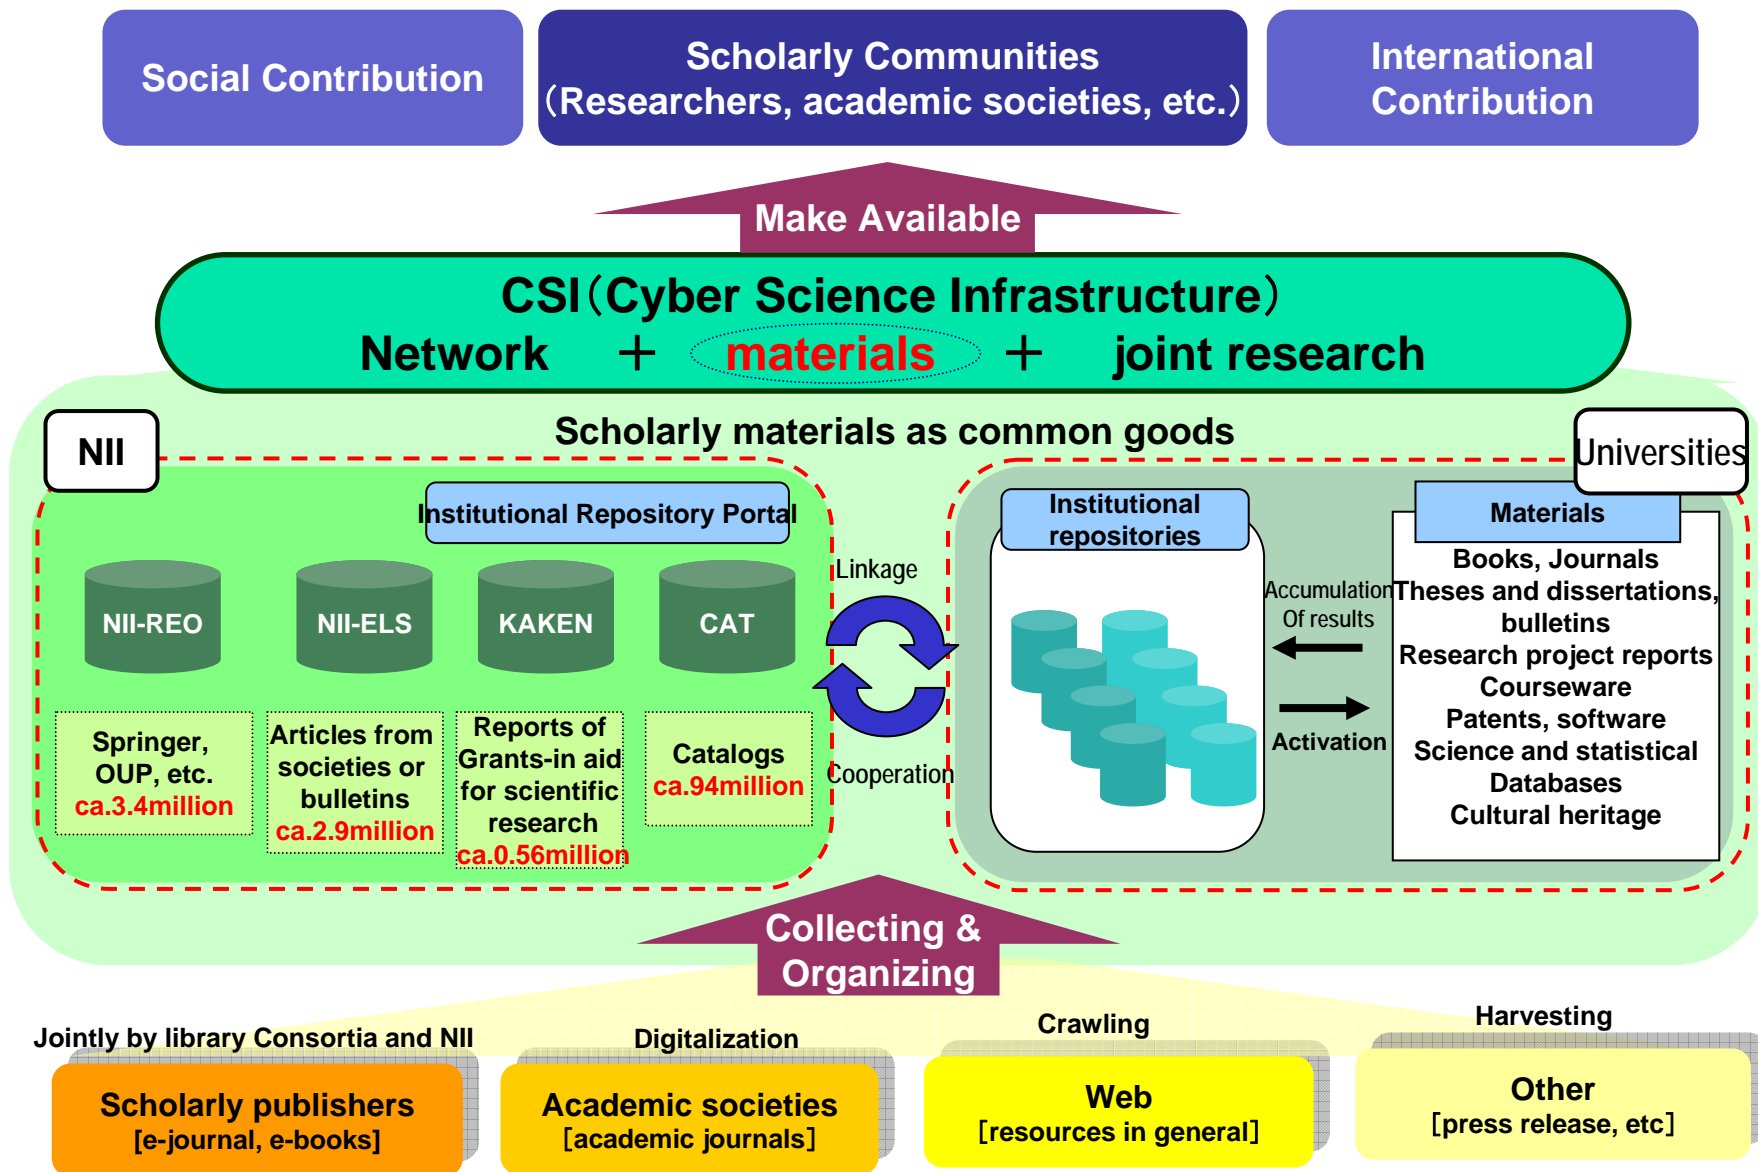 Social Contribution
Scholarly Communities
（Researchers, academic societies, etc.）
International
Contribution
Make Available
CSI（Cyber Science Infrastructure）
Network ＋ materials ＋ joint research
Scholarly materials as common goods
NII
Universities
Institutional Repository Portal
NII-REO
NII-ELS
KAKEN
CAT
Springer,
OUP, etc.
ca.3.4million
Articles from
societies or
bulletins
ca.2.9million
Reports of
Grants-in aid
for scientific
research
ca.0.56million
Catalogs
ca.94million
Linkage
Cooperation
Institutional
repositories
Accumulation
Of results
Activation
Materials
Books, Journals
Theses and dissertations,
bulletins
Research project reports
Courseware
Patents, software
Science and statistical
Databases
Cultural heritage
Collecting &
Organizing
Jointly by library Consortia and NII
Scholarly publishers
[e-journal, e-books]
Digitalization
Academic societies
［academic journals］
Crawling
Web
［resources in general］
Harvesting
Other
［press release, etc］